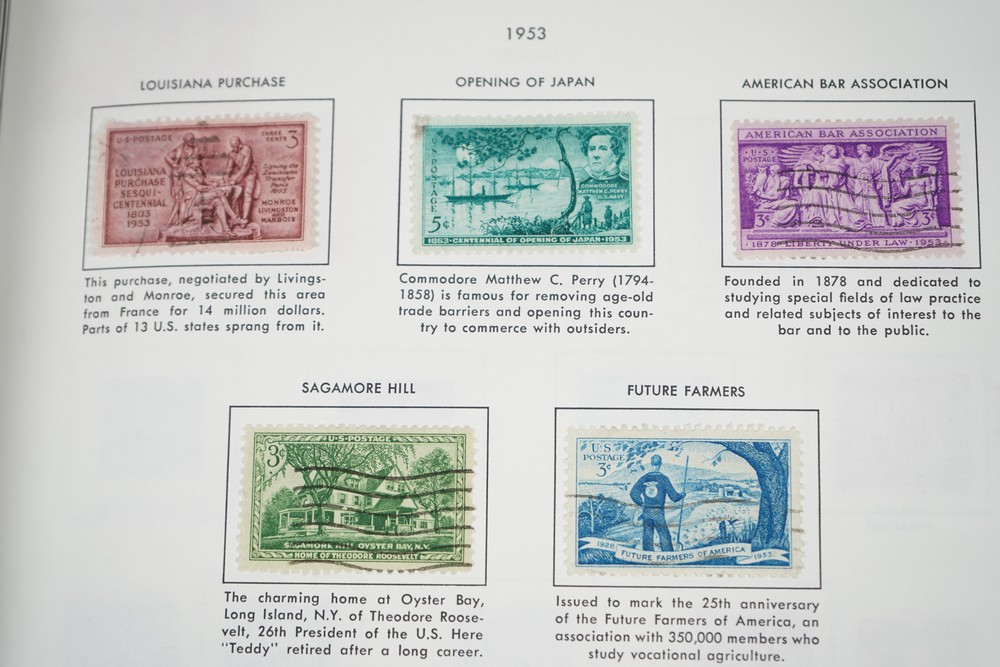 1953
LOUISIANA PURCHASE
U·S·POSTAGE
THREE CENTS 3
LOUISIANA
PURCHASE
SESQUI-
CENTENNIAL
1803
1953
Signing the
Louisiana
Transfer
Paris
1803
MONROE
LIVINGSTON
AND
MARBOIS
This purchase, negotiated by Livings-
ton and Monroe, secured this area
from France for 14 million dollars.
Parts of 13 U.S. states sprang from it.
OPENING OF JAPAN
U·S·POSTAGE
5¢
COMMODORE
MATTHEW C. PERRY
U.S. NAVY
1853·CENTENNIAL OF OPENING OF JAPAN·1953
Commodore Matthew C. Perry (1794-
1858) is famous for removing age-old
trade barriers and opening this coun-
try to commerce with outsiders.
AMERICAN BAR ASSOCIATION
AMERICAN BAR ASSOCIATION
·U·S·
POSTAGE
3¢ 3¢
·1878·LIBERTY UNDER LAW·1953·
Founded in 1878 and dedicated to
studying special fields of law practice
and related subjects of interest to the
bar and to the public.
SAGAMORE HILL
·U·S·POSTAGE·
3¢
SAGAMORE HILL OYSTER BAY, N.Y.
HOME OF THEODORE ROOSEVELT
The charming home at Oyster Bay,
Long Island, N.Y. of Theodore Roose-
velt, 26th President of the U.S. Here
"Teddy" retired after a long career.
FUTURE FARMERS
U·S
POSTAGE
3¢
1928 FUTURE FARMERS OF AMERICA 1953
Issued to mark the 25th anniversary
of the Future Farmers of America, an
association with 350,000 members who
study vocational agriculture.